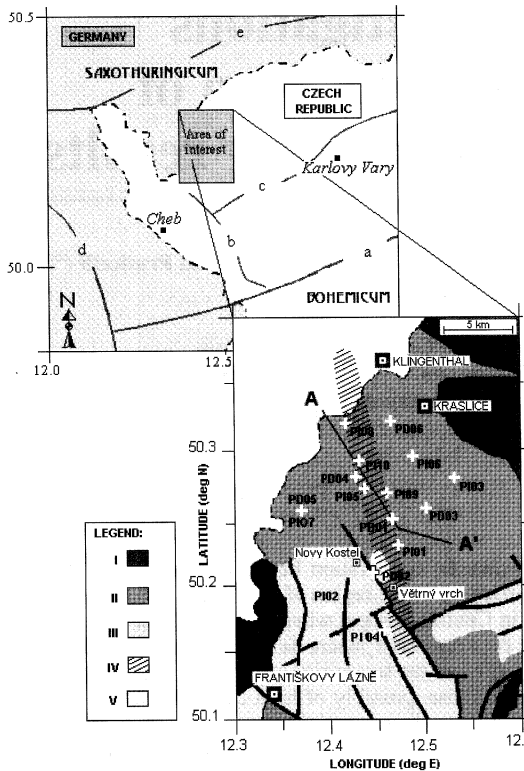 50.5
GERMANY
e
SAXOTHURINGICUM
CZECH
REPUBLIC
Area of
interest
Karlovy Vary
c
Cheb
b
d
a
50.0
N
BOHEMICUM
12.0
12.5
5 km
KLINGENTHAL
A
KRASLICE
PI08
PD06
50.3
PI10
PI06
PD04
PI03
PI05
PI09
PD05
PI07
PD01
PD03
LATITUDE (deg N)
LEGEND:
I
II
III
IV
V
Novy Kostel
PI01
A'
PD02
50.2
Větrný vrch
PI02
PI04
FRANTIŠKOVY LÁZNĚ
50.1
12.3
12.4
12.5
12.
LONGITUDE (deg E)